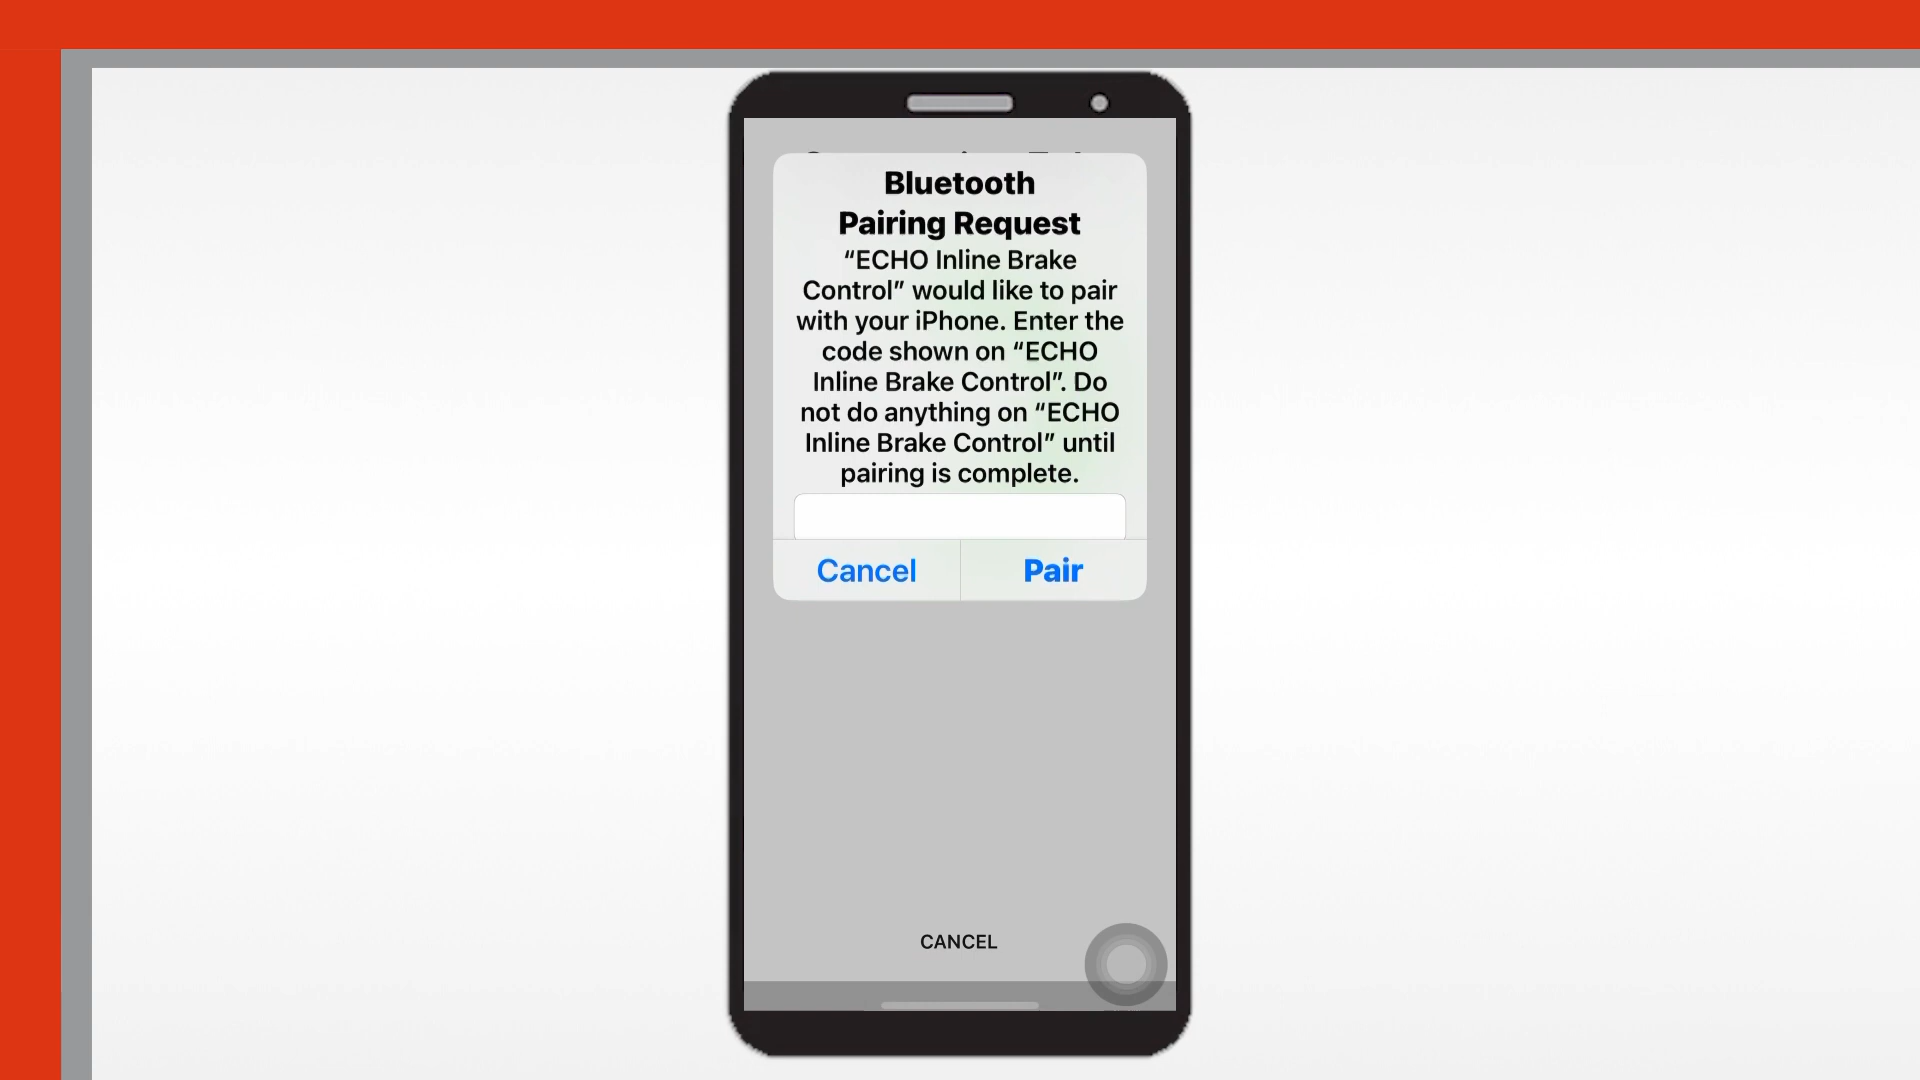 Bluetooth
Pairing Request
“ECHO Inline Brake
Control” would like to pair
with your iPhone. Enter the
code shown on “ECHO
Inline Brake Control”. Do
not do anything on “ECHO
Inline Brake Control” until
pairing is complete.
Cancel Pair
CANCEL